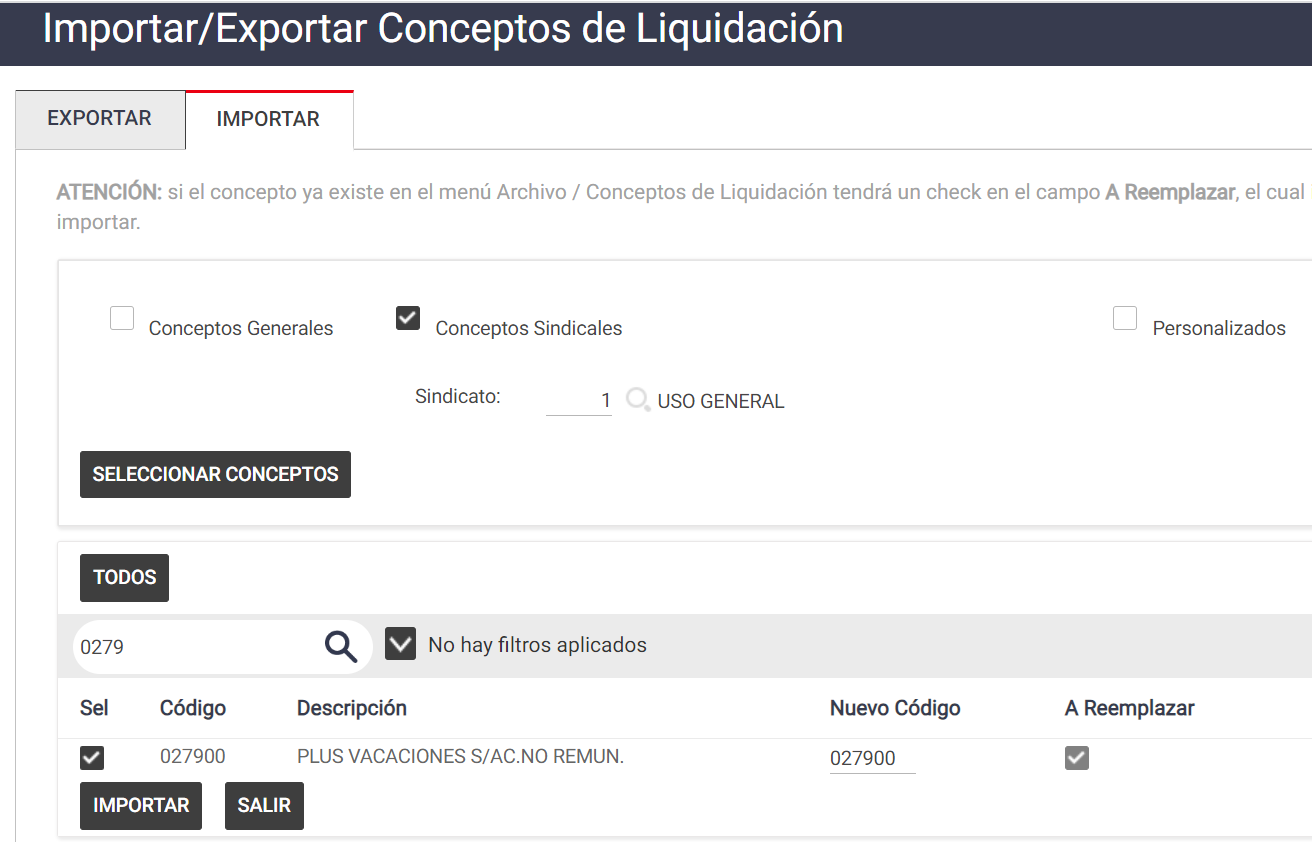 Importar/Exportar Conceptos de Liquidación
EXPORTAR
IMPORTAR
ATENCIÓN: si el concepto ya existe en el menú Archivo / Conceptos de Liquidación tendrá un check en el campo A Reemplazar, el cual
importar.
Conceptos Generales
Conceptos Sindicales
Personalizados
Sindicato: 1 USO GENERAL
SELECCIONAR CONCEPTOS
TODOS
0279
No hay filtros aplicados
Sel Código Descripción Nuevo Código A Reemplazar
027900 PLUS VACACIONES S/AC.NO REMUN. 027900
IMPORTAR SALIR